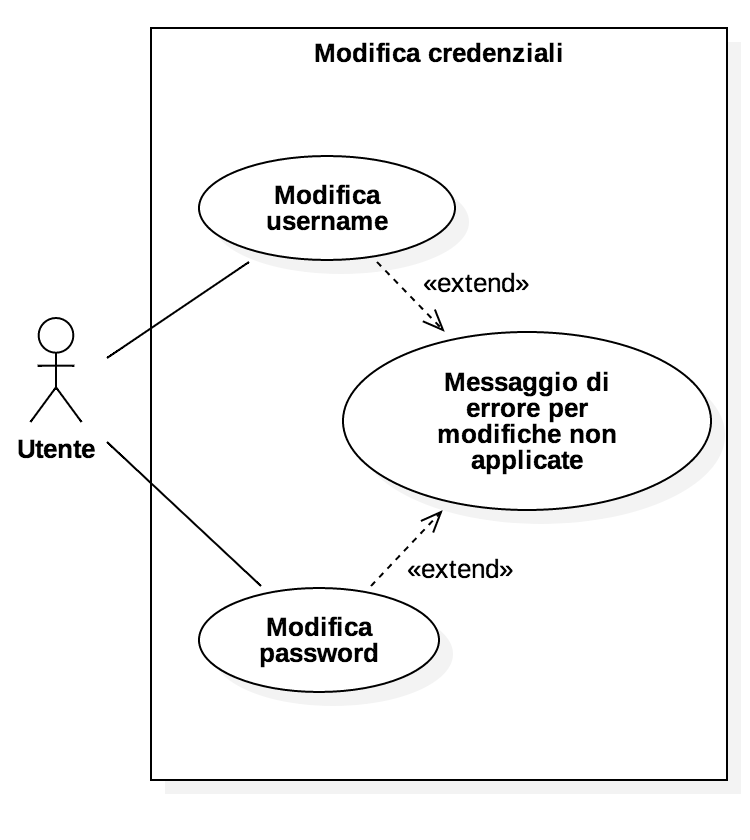 Modifica credenziali
Modifica
username
«extend»
Messaggio di
errore per
modifiche non
applicate
Utente
«extend»
Modifica
password